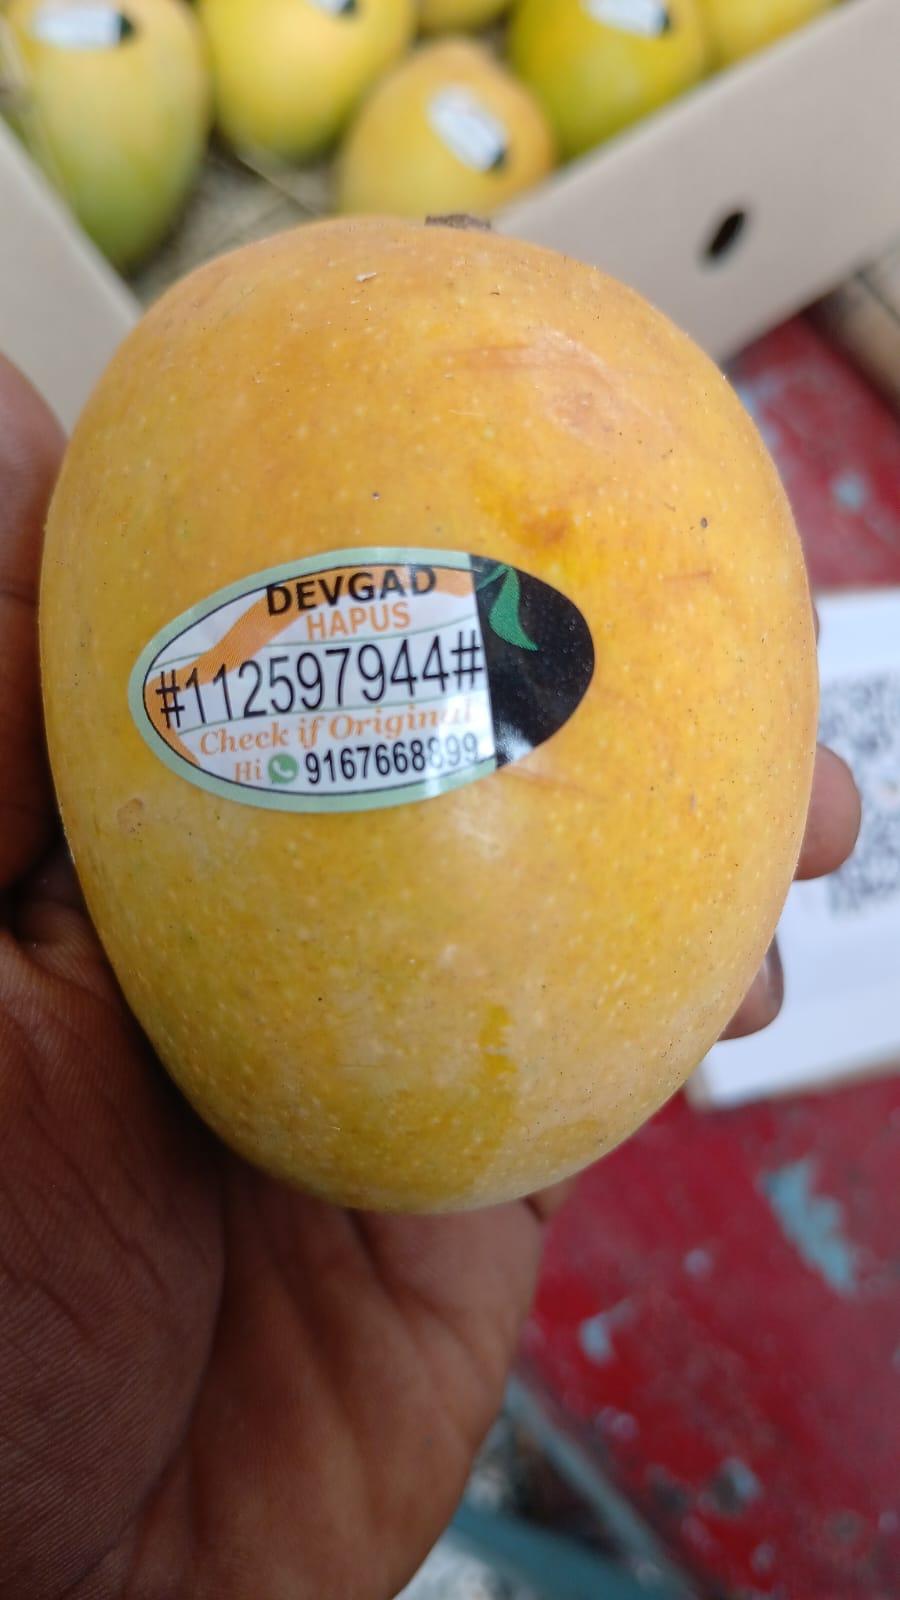 DEVGAD
HAPUS
#112597944#
Check if Original
Hi 9167668899